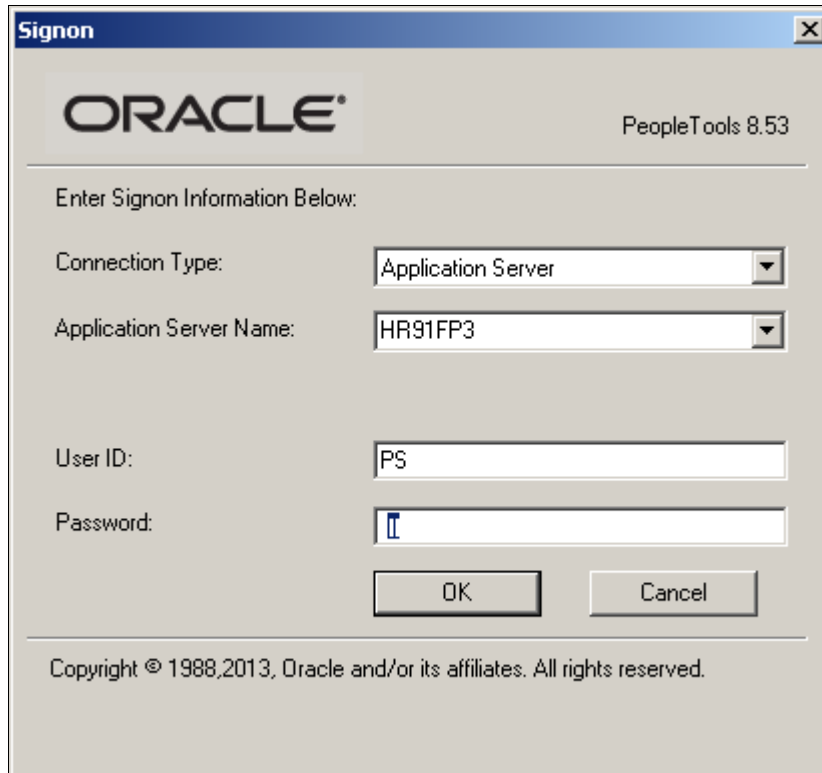 Signon
ORACLE
PeopleTools 8.53
Enter Signon Information Below:
Connection Type: Application Server
Application Server Name: HR91FP3
User ID: PS
Password:
OK Cancel
Copyright © 1988,2013, Oracle and/or its affiliates. All rights reserved.